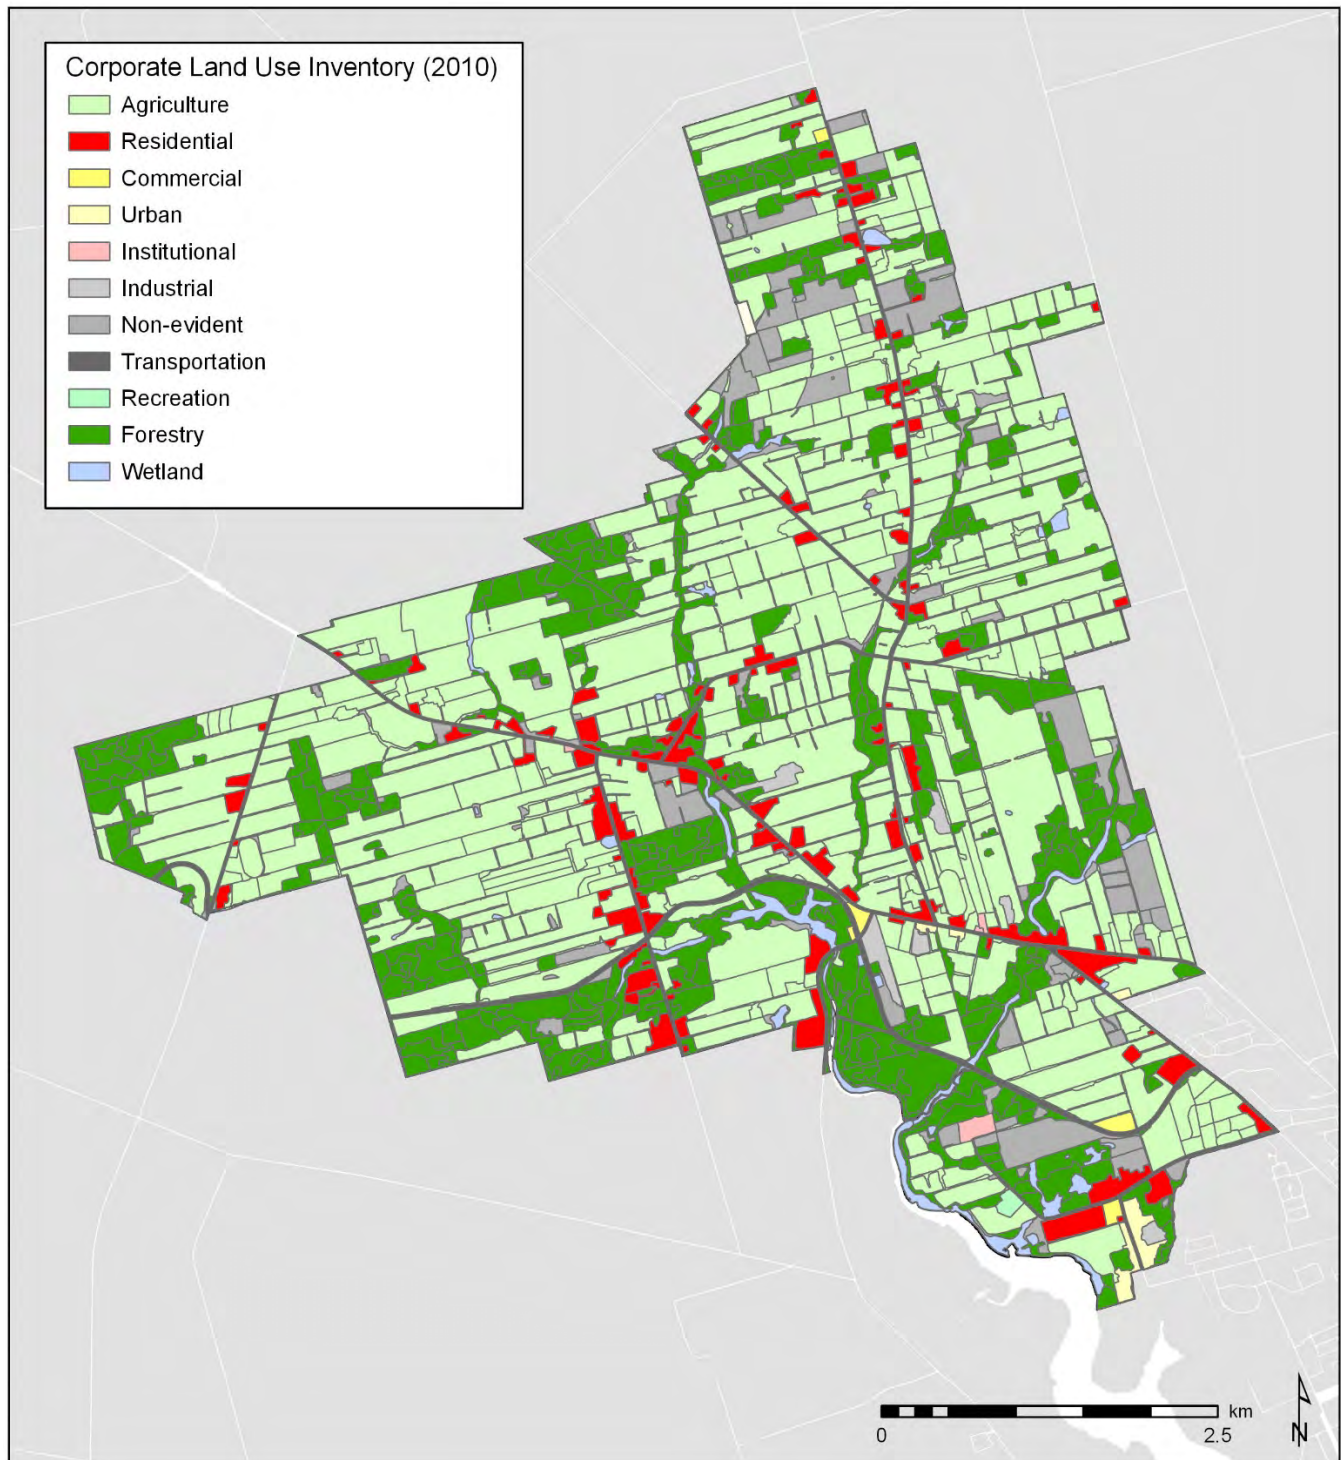 Corporate Land Use Inventory (2010)
Agriculture
Residential
Commercial
Urban
Institutional
Industrial
Non-evident
Transportation
Recreation
Forestry
Wetland
km
0 2.5
N